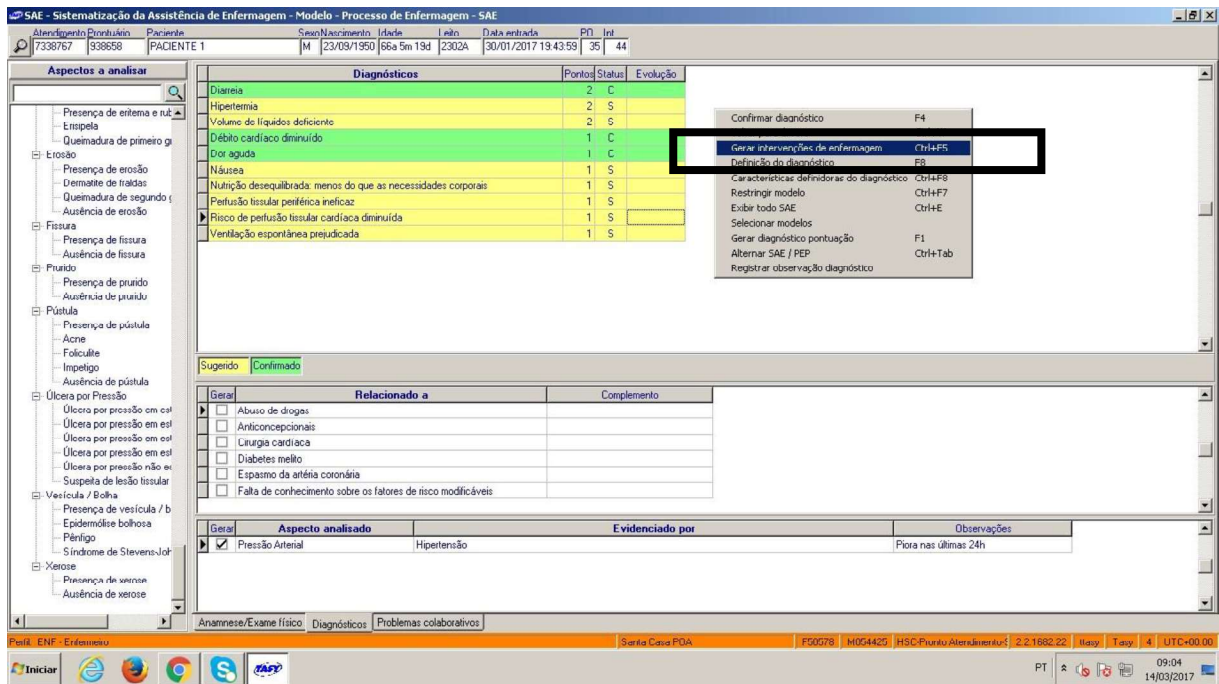 SAE - Sistematização da Assistência de Enfermagem - Modelo - Processo de Enfermagem - SAE
Atendimento Prontuário Paciente Sexo Nascimento Idade Leito Data entrada PO Int
7338767 938658 PACIENTE 1 M 23/09/1950 66a 5m 19d 2302A 30/01/2017 19:43:59 35 44
Aspectos a analisar
Presença de eritema e rub
Erisipela
Queimadura de primeiro gr
Erosão
Presença de erosão
Dermatite de fraldas
Queimadura de segundo g
Ausência de erosão
Fissura
Presença de fissura
Ausência de fissura
Prurido
Presença de prurido
Ausência de prurido
Pústula
Presença de pústula
Acne
Foliculite
Impetigo
Ausência de pústula
Úlcera por Pressão
Úlcera por pressão em est
Úlcera por pressão em est
Úlcera por pressão em est
Úlcera por pressão em est
Úlcera por pressão não es
Suspeita de lesão tissular
Vesícula / Bolha
Presença de vesícula / b
Epidermólise bolhosa
Pênfigo
Síndrome de Stevens-Joh
Xerose
Presença de xerose
Ausência de xerose
Diagnósticos Pontos Status Evolução
Diarreia 2 C
Hipertermia 2 S
Volume de líquidos deficiente 2 S
Débito cardíaco diminuído 1 C
Dor aguda 1 C
Náusea 1 S
Nutrição desequilibrada: menos do que as necessidades corporais 1 S
Perfusão tissular periférica ineficaz 1 S
Risco de perfusão tissular cardíaca diminuída 1 S
Ventilação espontânea prejudicada 1 S
Confirmar diagnóstico F4
Gerar intervenções de enfermagem Ctrl+F5
Definição do diagnóstico F8
Características definidoras do diagnóstico Ctrl+F8
Restringir modelo Ctrl+F7
Exibir todo SAE Ctrl+E
Selecionar modelos
Gerar diagnóstico pontuação F1
Alternar SAE / PEP Ctrl+Tab
Registrar observação diagnóstico
Sugerido Confirmado
Gerar Relacionado a Complemento
Abuso de drogas
Anticoncepcionais
Cirurgia cardíaca
Diabetes melito
Espasmo da artéria coronária
Falta de conhecimento sobre os fatores de risco modificáveis
Gerar Aspecto analisado Evidenciado por Observações
Pressão Arterial Hipertensão Piora nas últimas 24h
Anamnese/Exame físico Diagnósticos Problemas colaborativos
Perfil: ENF - Enfermeiro Santa Casa POA F50578 M054425 HSC-Pronto Atendimento-S 2.2.1682.22 Tasy 4 UTC+00.00
Iniciar TASY PT 09:04
14/03/2017